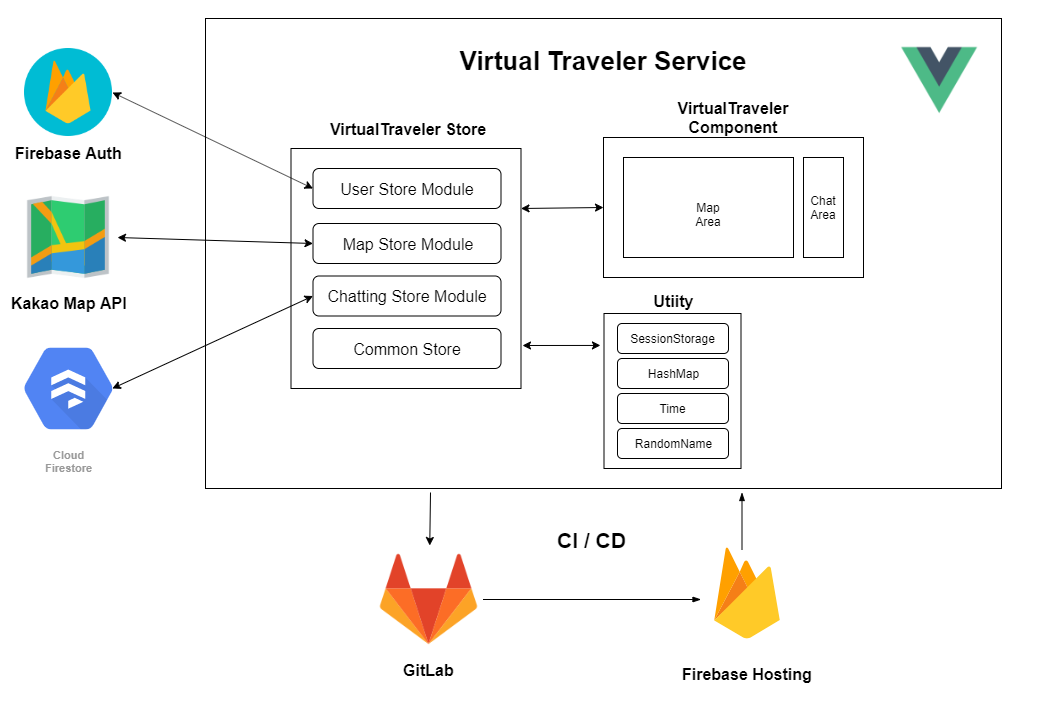 Virtual Traveler Service
Firebase Auth
Kakao Map API
Cloud
Firestore
VirtualTraveler Store
User Store Module
Map Store Module
Chatting Store Module
Common Store
VirtualTraveler
Component
Map
Area
Chat
Area
Utiity
SessionStorage
HashMap
Time
RandomName
CI / CD
GitLab
Firebase Hosting